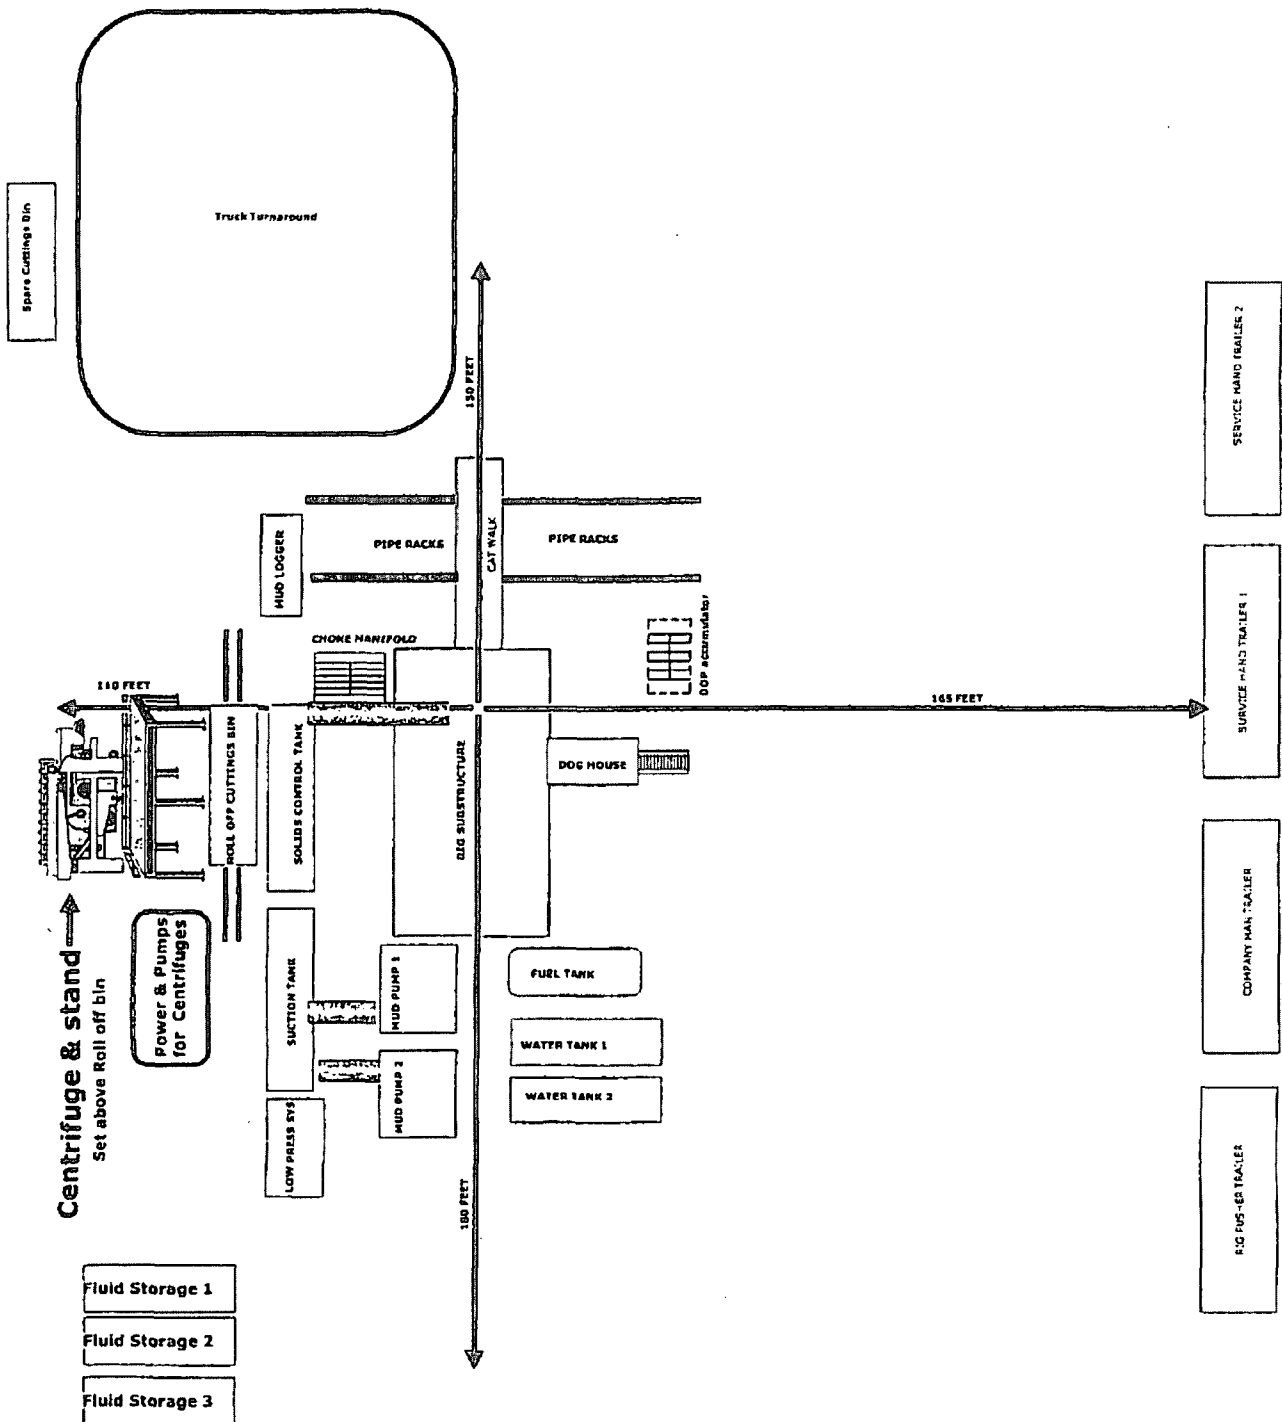 Spare Cuttings Bin
Truck Turnaround
150 FEET
SERVICE HAND TRAILER 2
MUD LOGGER
PIPE RACKS
CAT WALK
PIPE RACKS
CHOKE MANIFOLD
BOP accumulator
110 FEET
165 FEET
SERVICE HAND TRAILER 1
ROLL OFF CUTTINGS BIN
SOLIDS CONTROL TANK
RIG SUBSTRUCTURE
DOG HOUSE
Centrifuge & stand
Set above Roll off bin
Power & Pumps
for Centrifuges
SUCTION TANK
MUD PUMP 1
FUEL TANK
COMPANY MAN TRAILER
MUD PUMP 2
WATER TANK 1
WATER TANK 2
LOW PRESS SYS
180 FEET
RIG PUSHER TRAILER
Fluid Storage 1
Fluid Storage 2
Fluid Storage 3